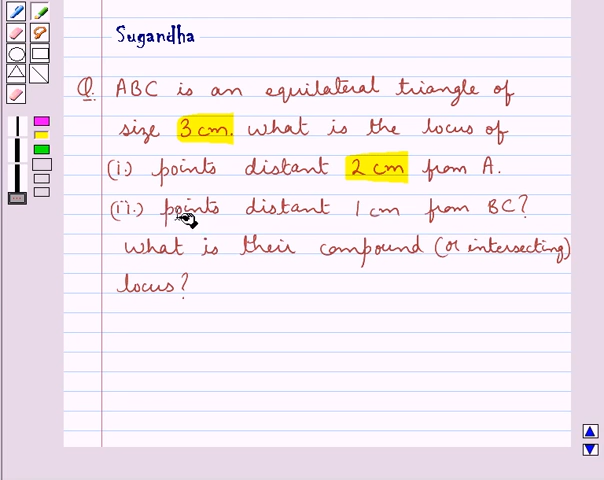 Sugandha
Q. ABC is an equilateral triangle of
size 3 cm. what is the locus of
(i.) points distant 2 cm from A.
(ii.) points distant 1 cm from BC?
What is their compound (or intersecting)
locus?